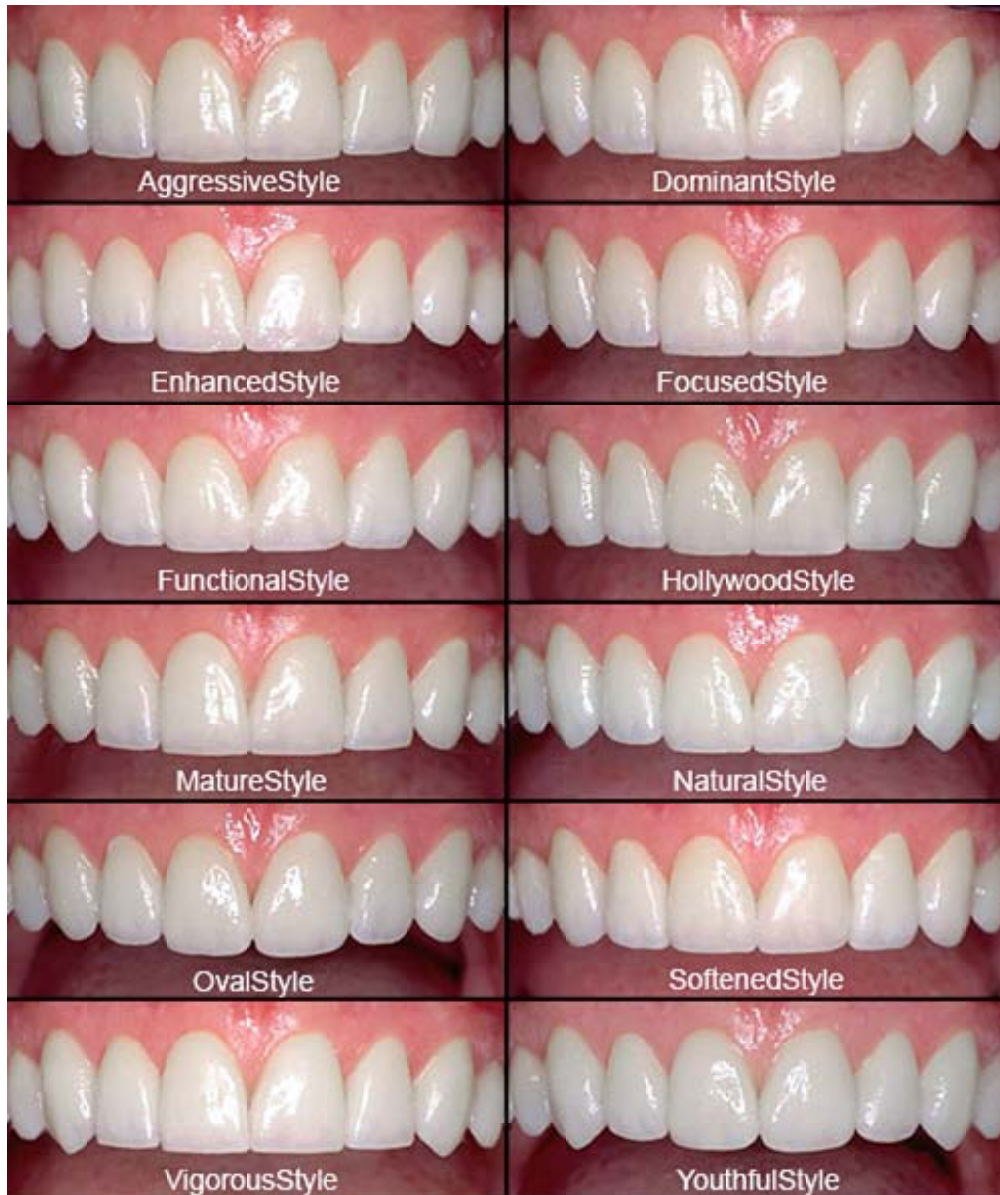 AggressiveStyle
DominantStyle
EnhancedStyle
FocusedStyle
FunctionalStyle
HollywoodStyle
MatureStyle
NaturalStyle
OvalStyle
SoftenedStyle
VigorousStyle
YouthfulStyle